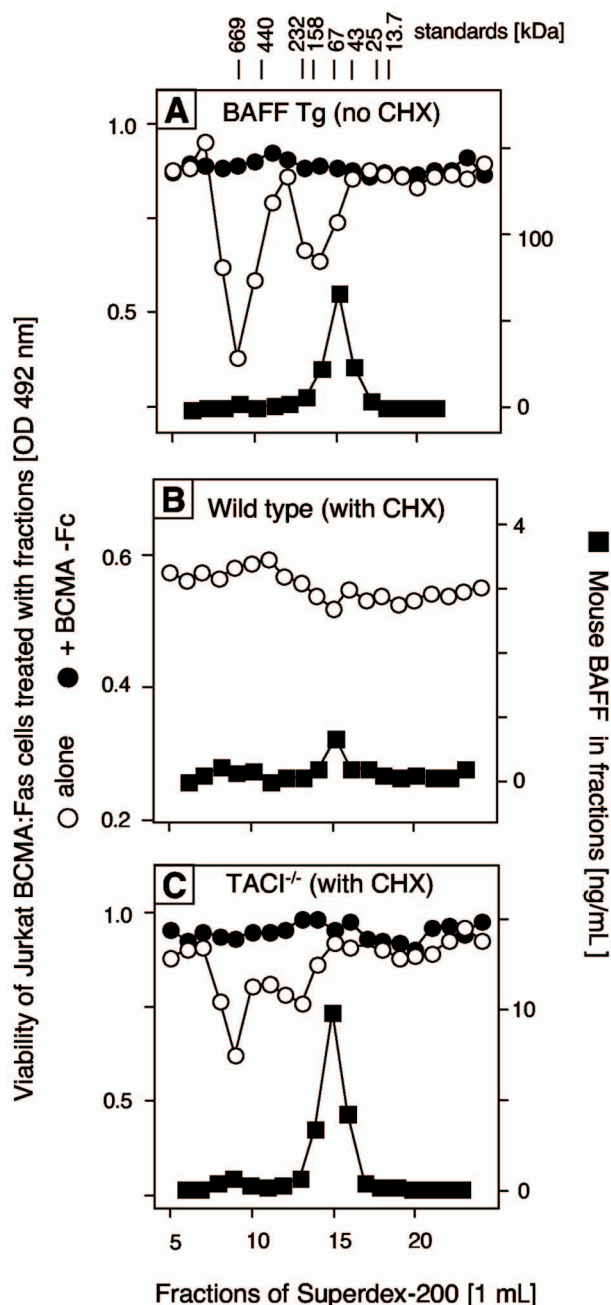 669 440 232 158 67 43 25 13.7 standards [kDa]
A BAFF Tg (no CHX)
1.0
0.5
100
0
B Wild type (with CHX)
0.6
0.4
0.2
4
0
C TACI-/- (with CHX)
1.0
0.5
10
0
5 10 15 20
Fractions of Superdex-200 [1 mL]
Viability of Jurkat BCMA:Fas cells treated with fractions [OD 492 nm]
alone + BCMA -Fc
Mouse BAFF in fractions [ng/mL]